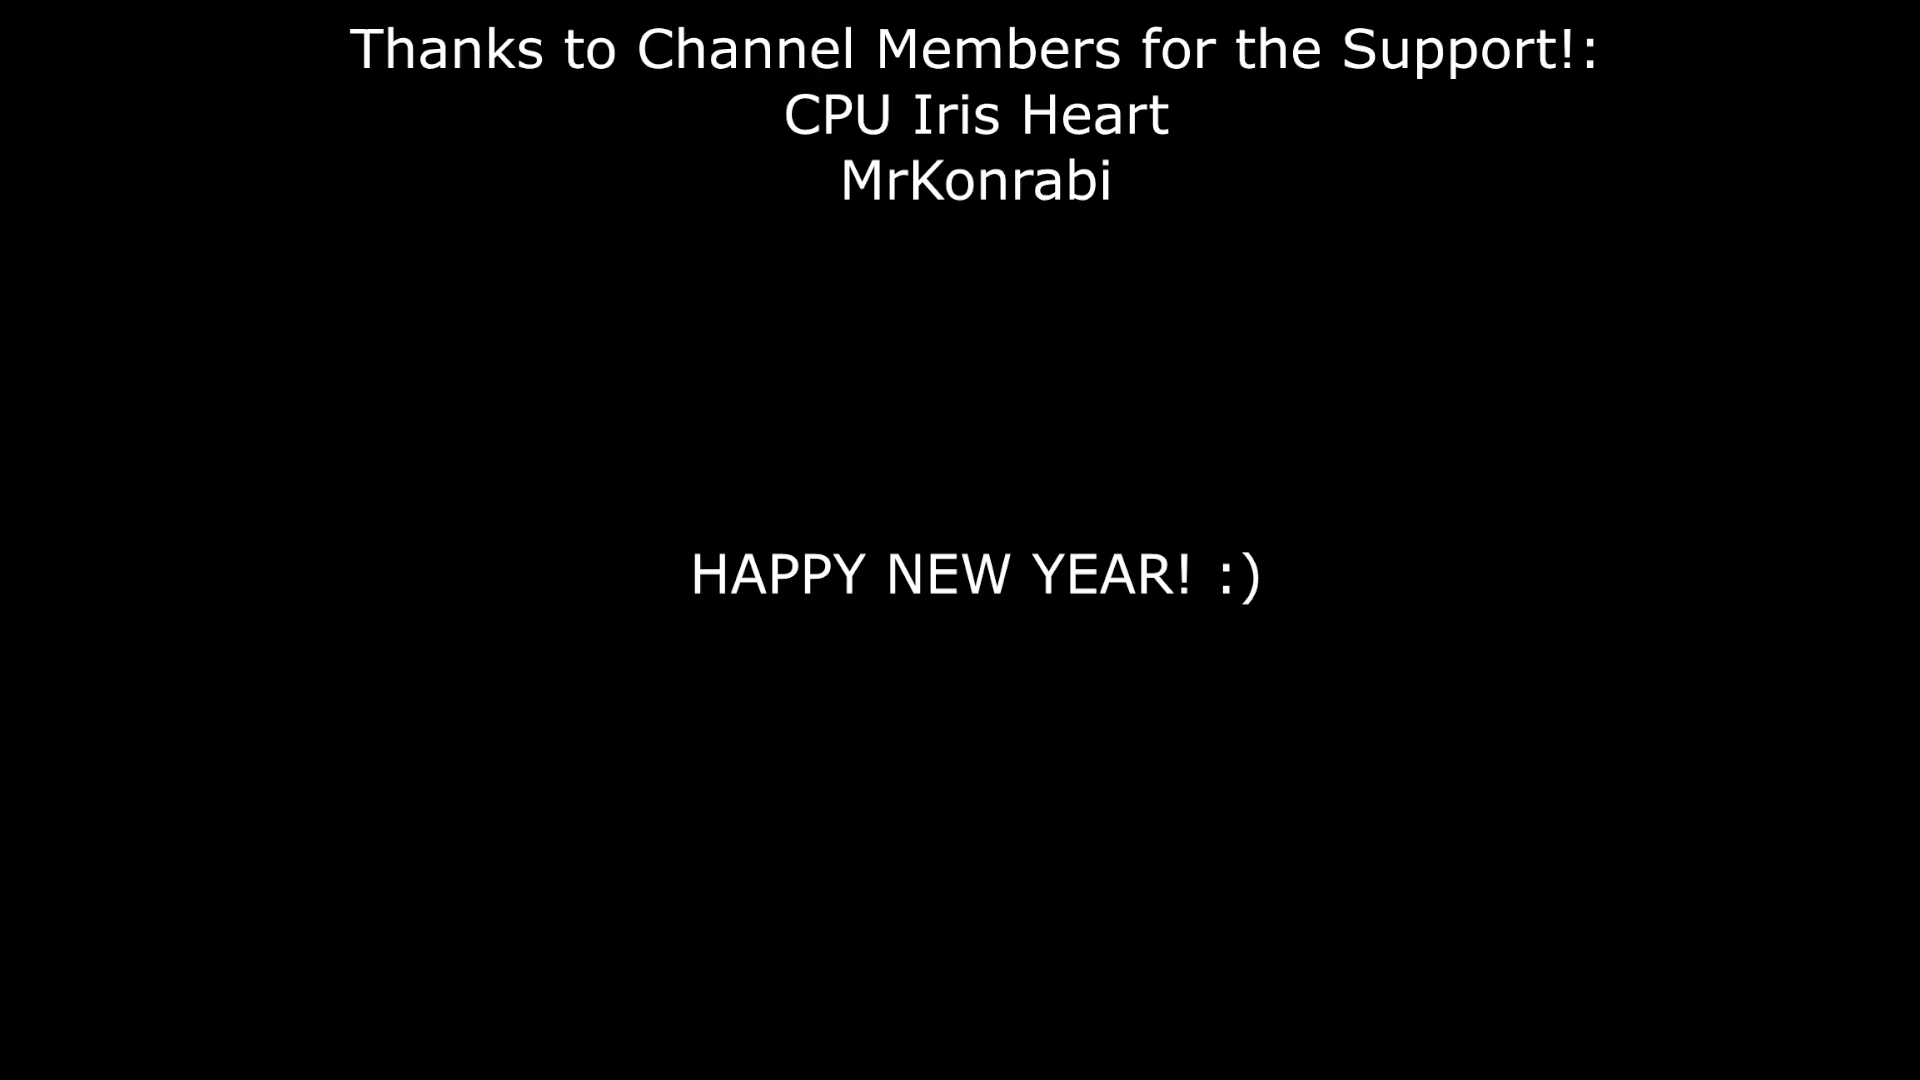 Thanks to Channel Members for the Support!:
CPU Iris Heart
MrKonrabi
HAPPY NEW YEAR! :)